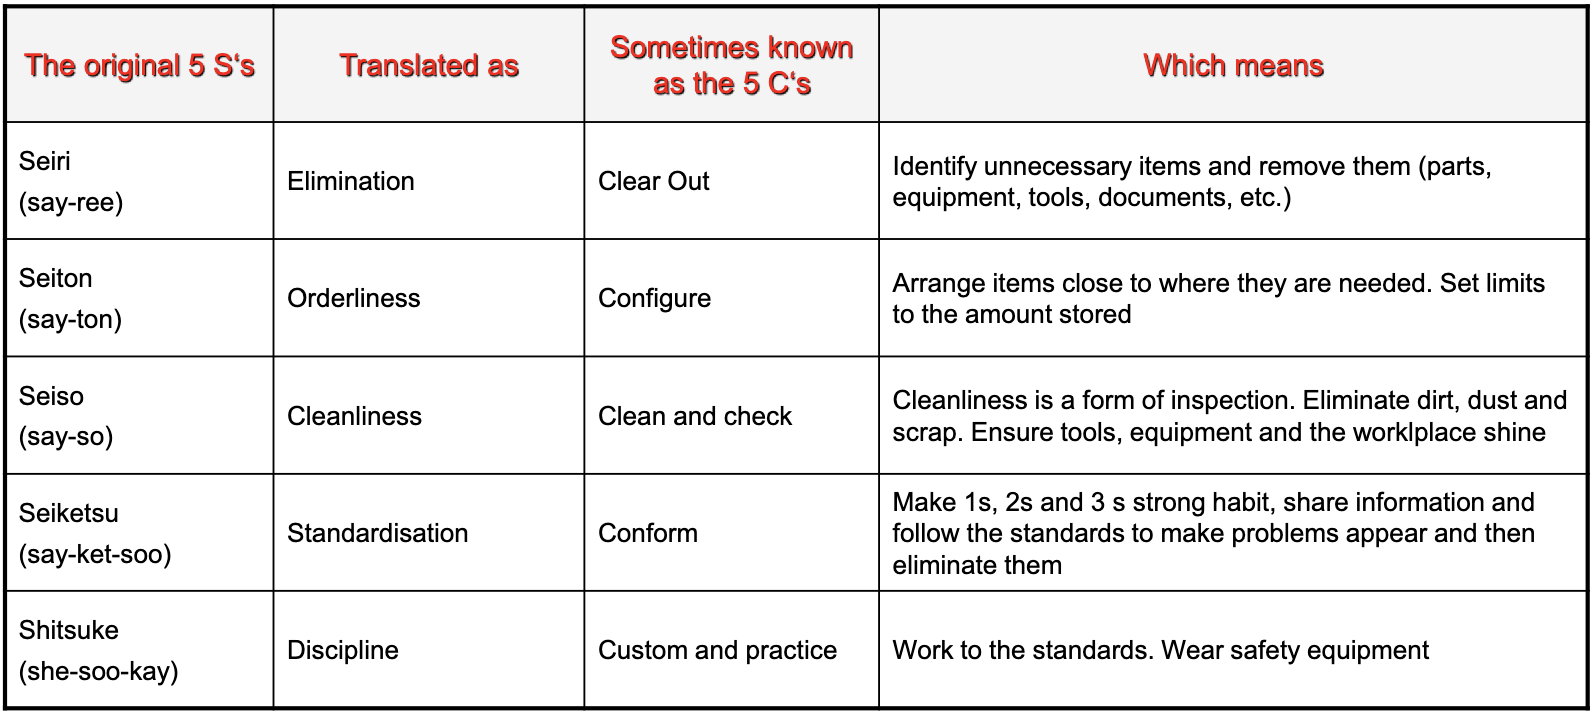 The original 5 S‘s
Translated as
Sometimes known
as the 5 C‘s
Which means
Seiri
(say-ree)
Elimination
Clear Out
Identify unnecessary items and remove them (parts,
equipment, tools, documents, etc.)
Seiton
(say-ton)
Orderliness
Configure
Arrange items close to where they are needed. Set limits
to the amount stored
Seiso
(say-so)
Cleanliness
Clean and check
Cleanliness is a form of inspection. Eliminate dirt, dust and
scrap. Ensure tools, equipment and the worklplace shine
Seiketsu
(say-ket-soo)
Standardisation
Conform
Make 1s, 2s and 3 s strong habit, share information and
follow the standards to make problems appear and then
eliminate them
Shitsuke
(she-soo-kay)
Discipline
Custom and practice
Work to the standards. Wear safety equipment